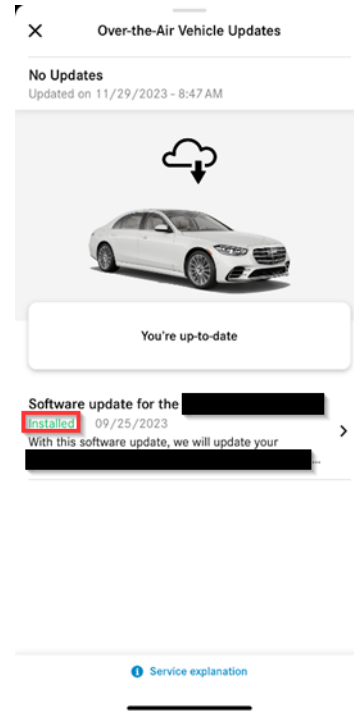 Over-the-Air Vehicle Updates
No Updates
Updated on 11/29/2023 - 8:47 AM
You're up-to-date
Software update for the
Installed 09/25/2023
With this software update, we will update your
...
Service explanation